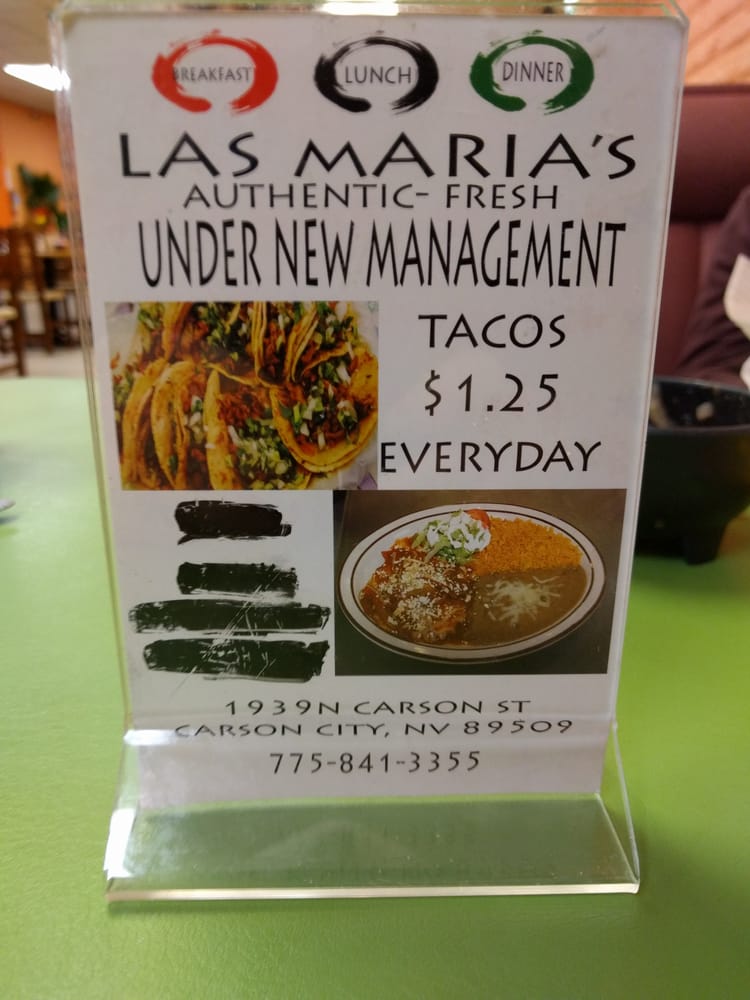 BREAKFAST LUNCH DINNER
LAS MARIA'S
AUTHENTIC- FRESH
UNDER NEW MANAGEMENT
TACOS
$1.25
EVERYDAY
1939N CARSON ST
CARSON CITY, NV 89509
775-841-3355